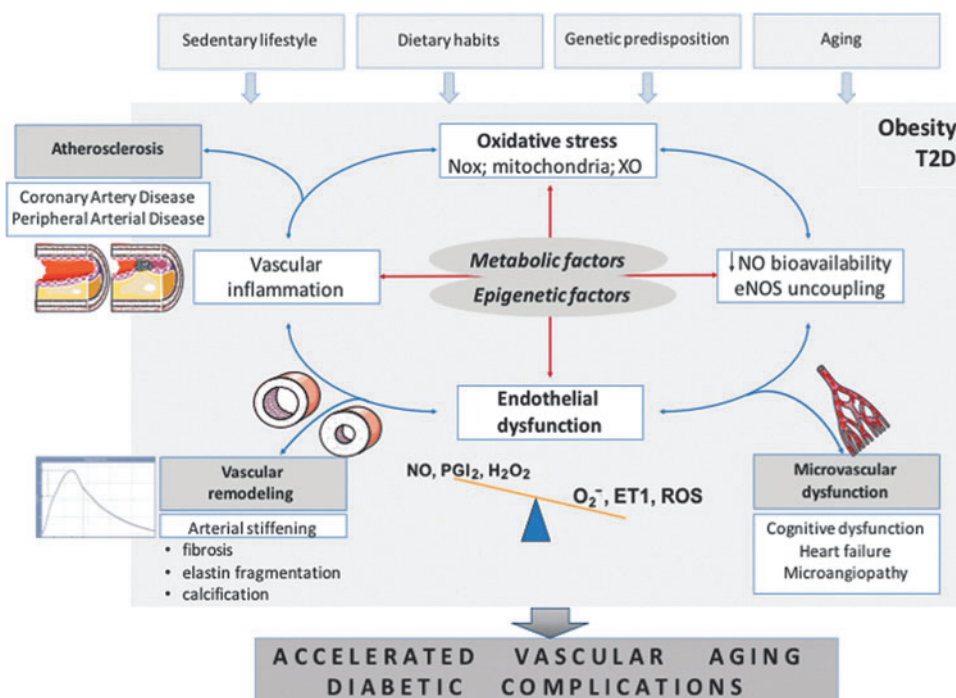 Sedentary lifestyle
Dietary habits
Genetic predisposition
Aging
Obesity
T2D
Atherosclerosis
Coronary Artery Disease
Peripheral Arterial Disease
Oxidative stress
Nox; mitochondria; XO
Metabolic factors
Epigenetic factors
Vascular
inflammation
↓NO bioavailability
eNOS uncoupling
Endothelial
dysfunction
Vascular
remodeling
Arterial stiffening
• fibrosis
• elastin fragmentation
• calcification
NO, PGI₂, H₂O₂
O₂⁻, ET1, ROS
Microvascular
dysfunction
Cognitive dysfunction
Heart failure
Microangiopathy
ACCELERATED VASCULAR AGING
DIABETIC COMPLICATIONS